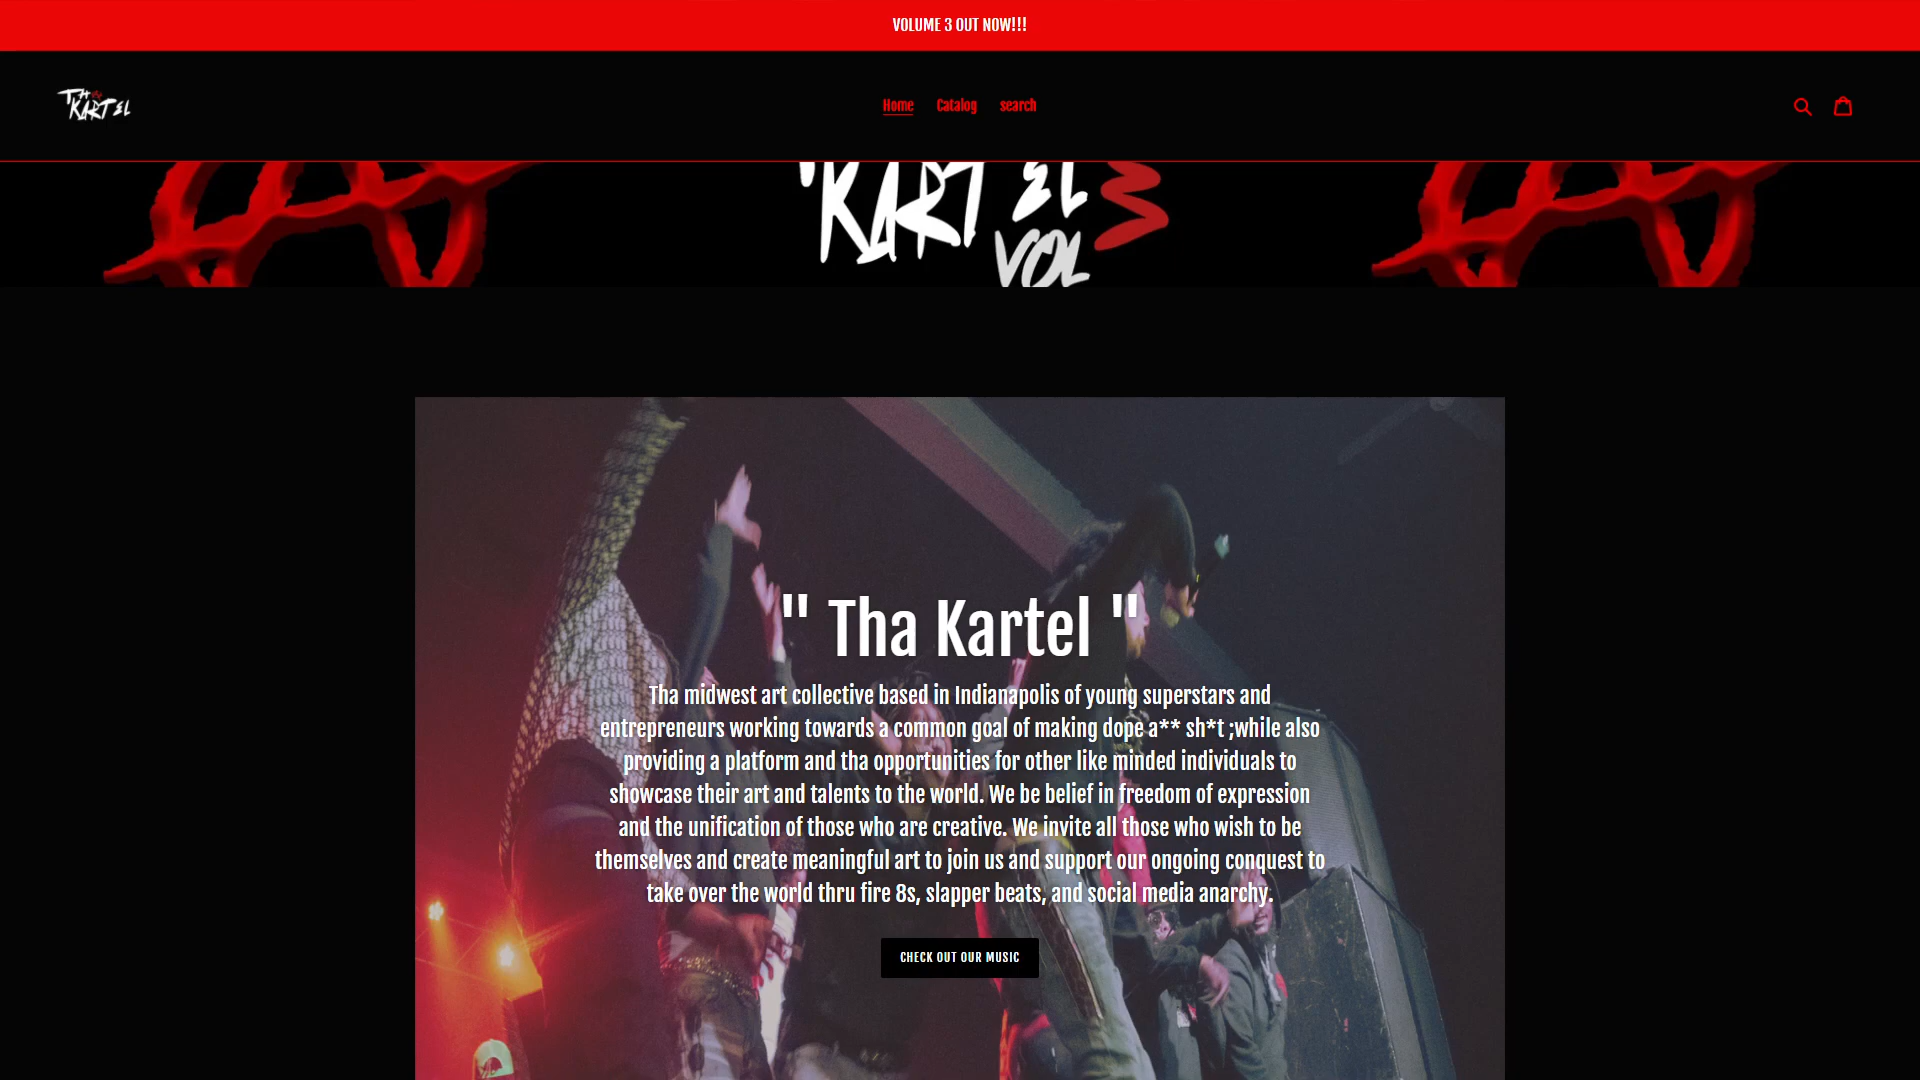 VOLUME 3 OUT NOW!!!
THA
KARTEL
Home Catalog search
KARTEL 3
VOL
" Tha Kartel "
Tha midwest art collective based in Indianapolis of young superstars and
entrepreneurs working towards a common goal of making dope a** sh*t ;while also
providing a platform and tha opportunities for other like minded individuals to
showcase their art and talents to the world. We be belief in freedom of expression
and the unification of those who are creative. We invite all those who wish to be
themselves and create meaningful art to join us and support our ongoing conquest to
take over the world thru fire 8s, slapper beats, and social media anarchy.
CHECK OUT OUR MUSIC